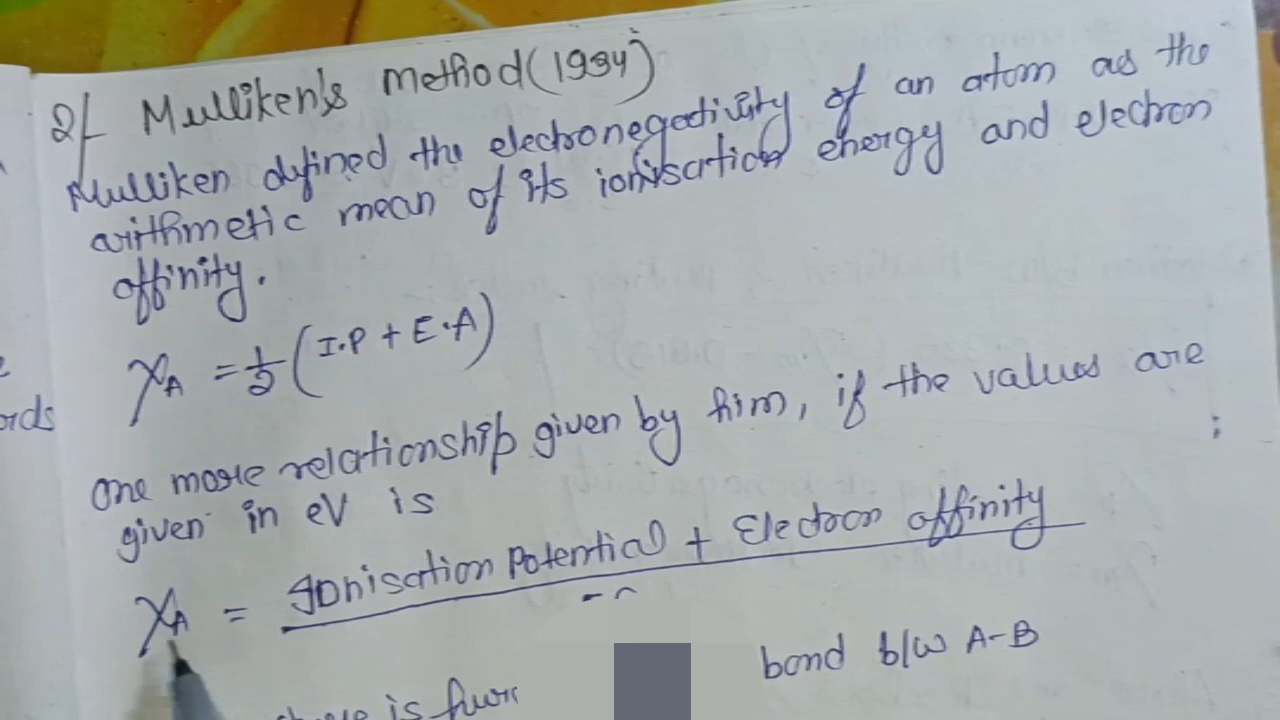 2/ Mulliken's Method (1934)
Mulliken defined the electronegativity of an atom as the
arithmetic mean of its ionisation energy and electron
affinity.
χA = 1/2 (I.P + E.A)
One more relationship given by him, if the values are
given in eV is
χA = Ionisation Potential + Electron affinity
is
bond b/w A-B
ords